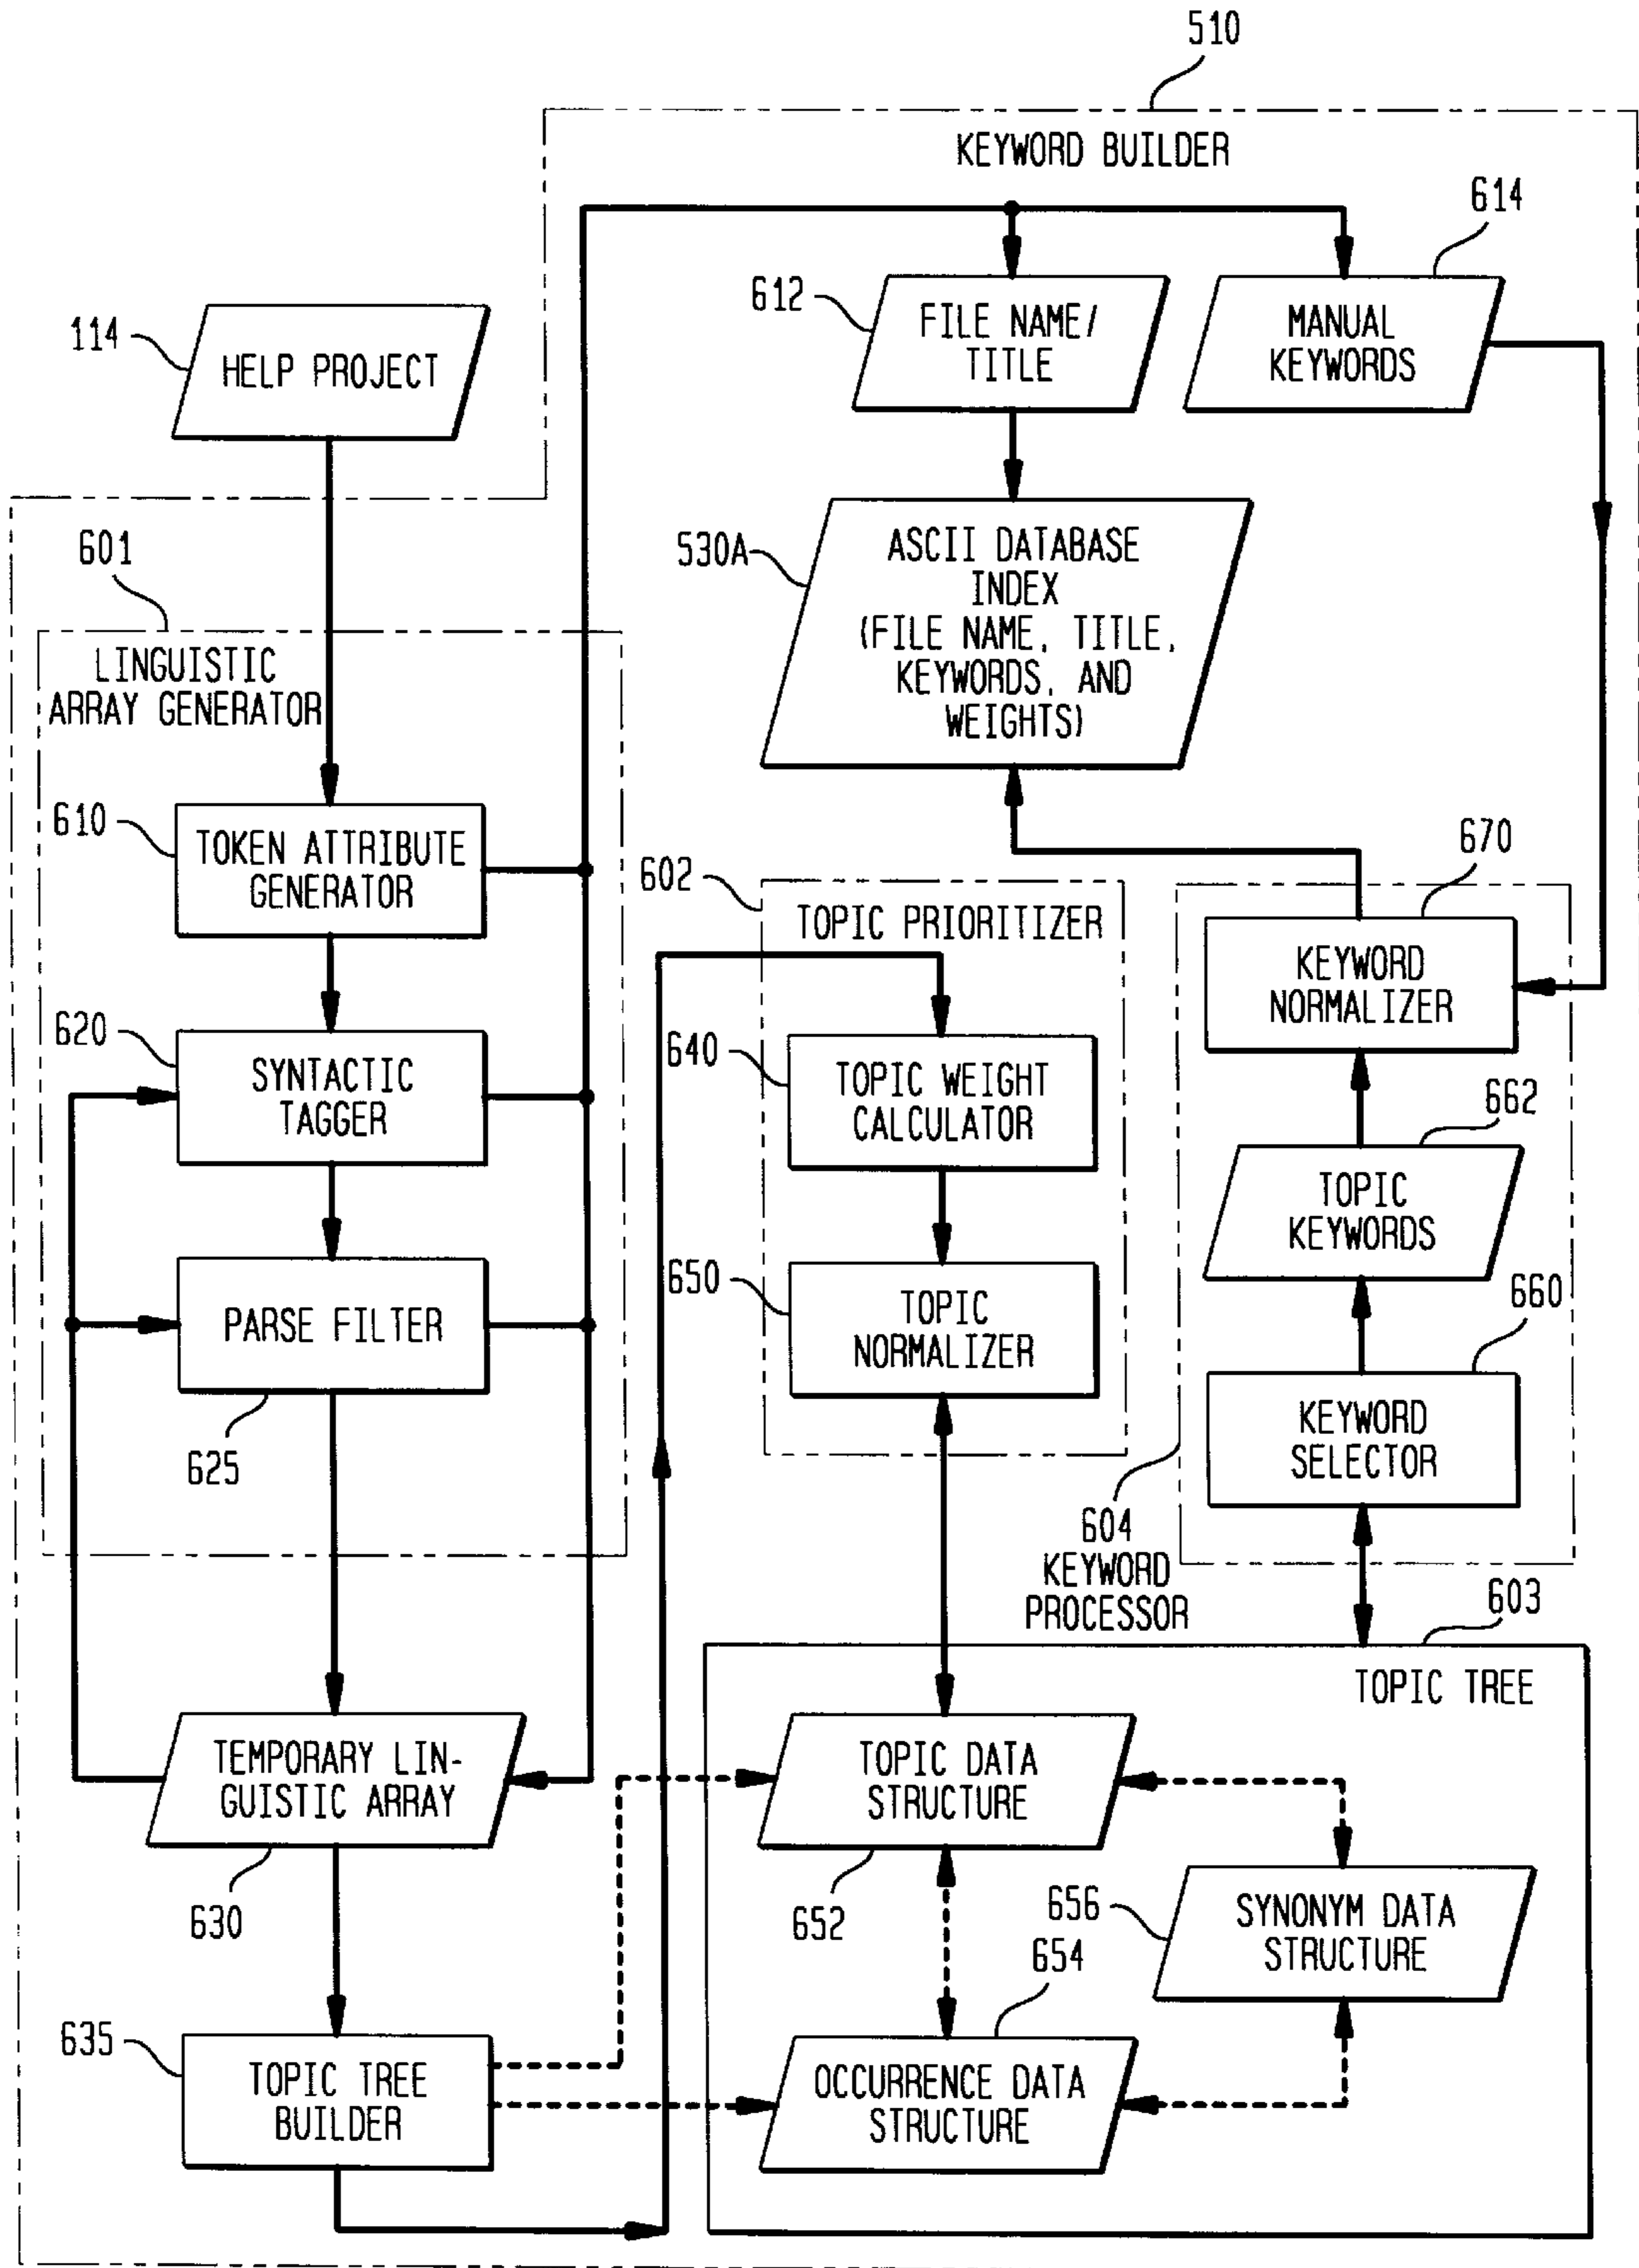 510
KEYWORD BUILDER
614
612
FILE NAME/
TITLE
MANUAL
KEYWORDS
114
HELP PROJECT
530A
ASCII DATABASE
INDEX
(FILE NAME, TITLE,
KEYWORDS, AND
WEIGHTS)
601
LINGUISTIC
ARRAY GENERATOR
610
TOKEN ATTRIBUTE
GENERATOR
602
TOPIC PRIORITIZER
670
KEYWORD
NORMALIZER
620
SYNTACTIC
TAGGER
640
TOPIC WEIGHT
CALCULATOR
662
TOPIC
KEYWORDS
PARSE FILTER
625
650
TOPIC
NORMALIZER
660
KEYWORD
SELECTOR
604
KEYWORD
PROCESSOR
603
TOPIC TREE
TEMPORARY LIN-
GUISTIC ARRAY
630
TOPIC DATA
STRUCTURE
652
656
SYNONYM DATA
STRUCTURE
654
635
TOPIC TREE
BUILDER
OCCURRENCE DATA
STRUCTURE